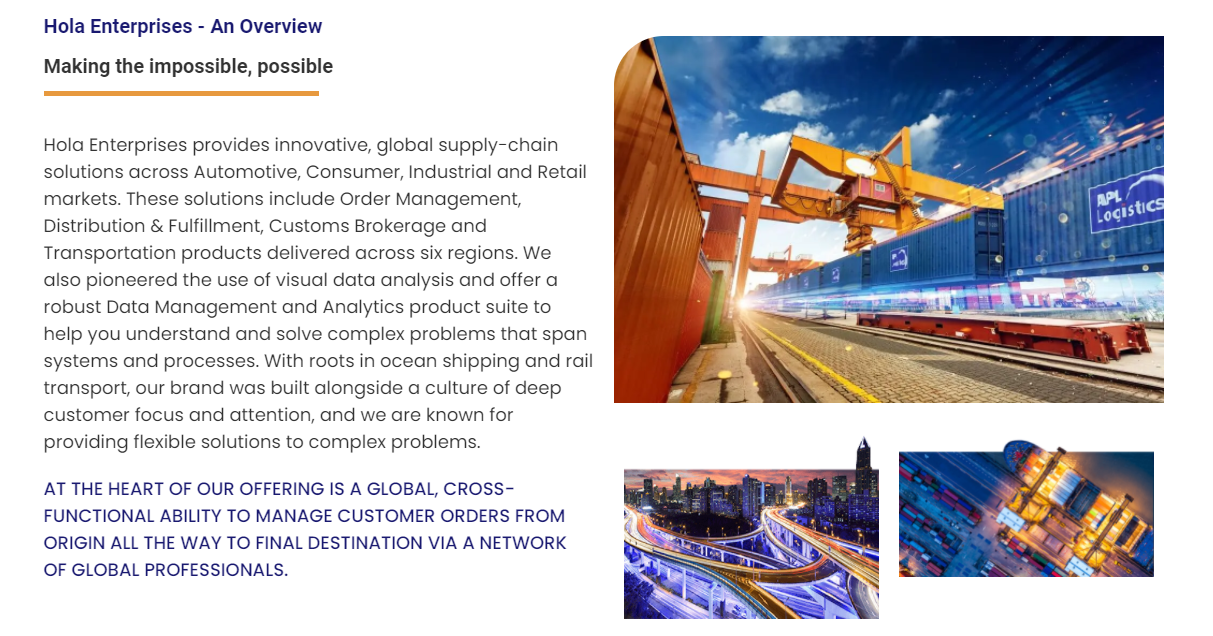 Hola Enterprises - An Overview
Making the impossible, possible
Hola Enterprises provides innovative, global supply-chain
solutions across Automotive, Consumer, Industrial and Retail
markets. These solutions include Order Management,
Distribution & Fulfillment, Customs Brokerage and
Transportation products delivered across six regions. We
also pioneered the use of visual data analysis and offer a
robust Data Management and Analytics product suite to
help you understand and solve complex problems that span
systems and processes. With roots in ocean shipping and rail
transport, our brand was built alongside a culture of deep
customer focus and attention, and we are known for
providing flexible solutions to complex problems.
AT THE HEART OF OUR OFFERING IS A GLOBAL, CROSS-
FUNCTIONAL ABILITY TO MANAGE CUSTOMER ORDERS FROM
ORIGIN ALL THE WAY TO FINAL DESTINATION VIA A NETWORK
OF GLOBAL PROFESSIONALS.
APL
Logistics